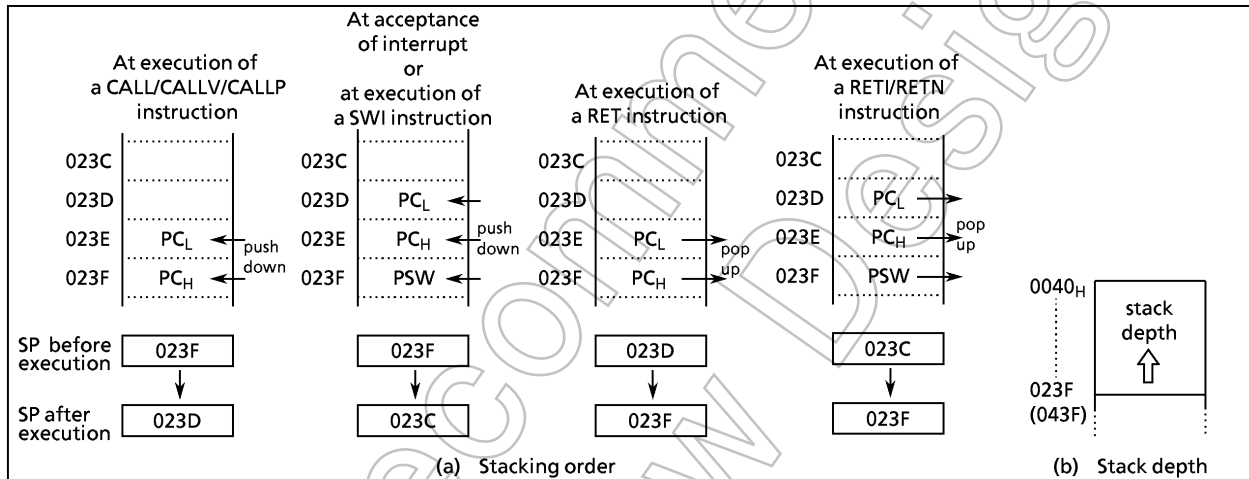 At execution of
a CALL/CALLV/CALLP
instruction
At acceptance
of interrupt
or
at execution of
a SWI instruction
At execution of
a RET instruction
At execution of
a RETI/RETN
instruction
023C
023D
023E PCL
023F PCH
push
down
023C
023D PCL
023E PCH
023F PSW
push
down
023C
023D
023E PCL
023F PCH
pop
up
023C
023D PCL
023E PCH
023F PSW
pop
up
SP before
execution
023F
023F
023D
023C
SP after
execution
023D
023C
023F
023F
(a) Stacking order
0040H
stack
depth
023F
(043F)
(b) Stack depth